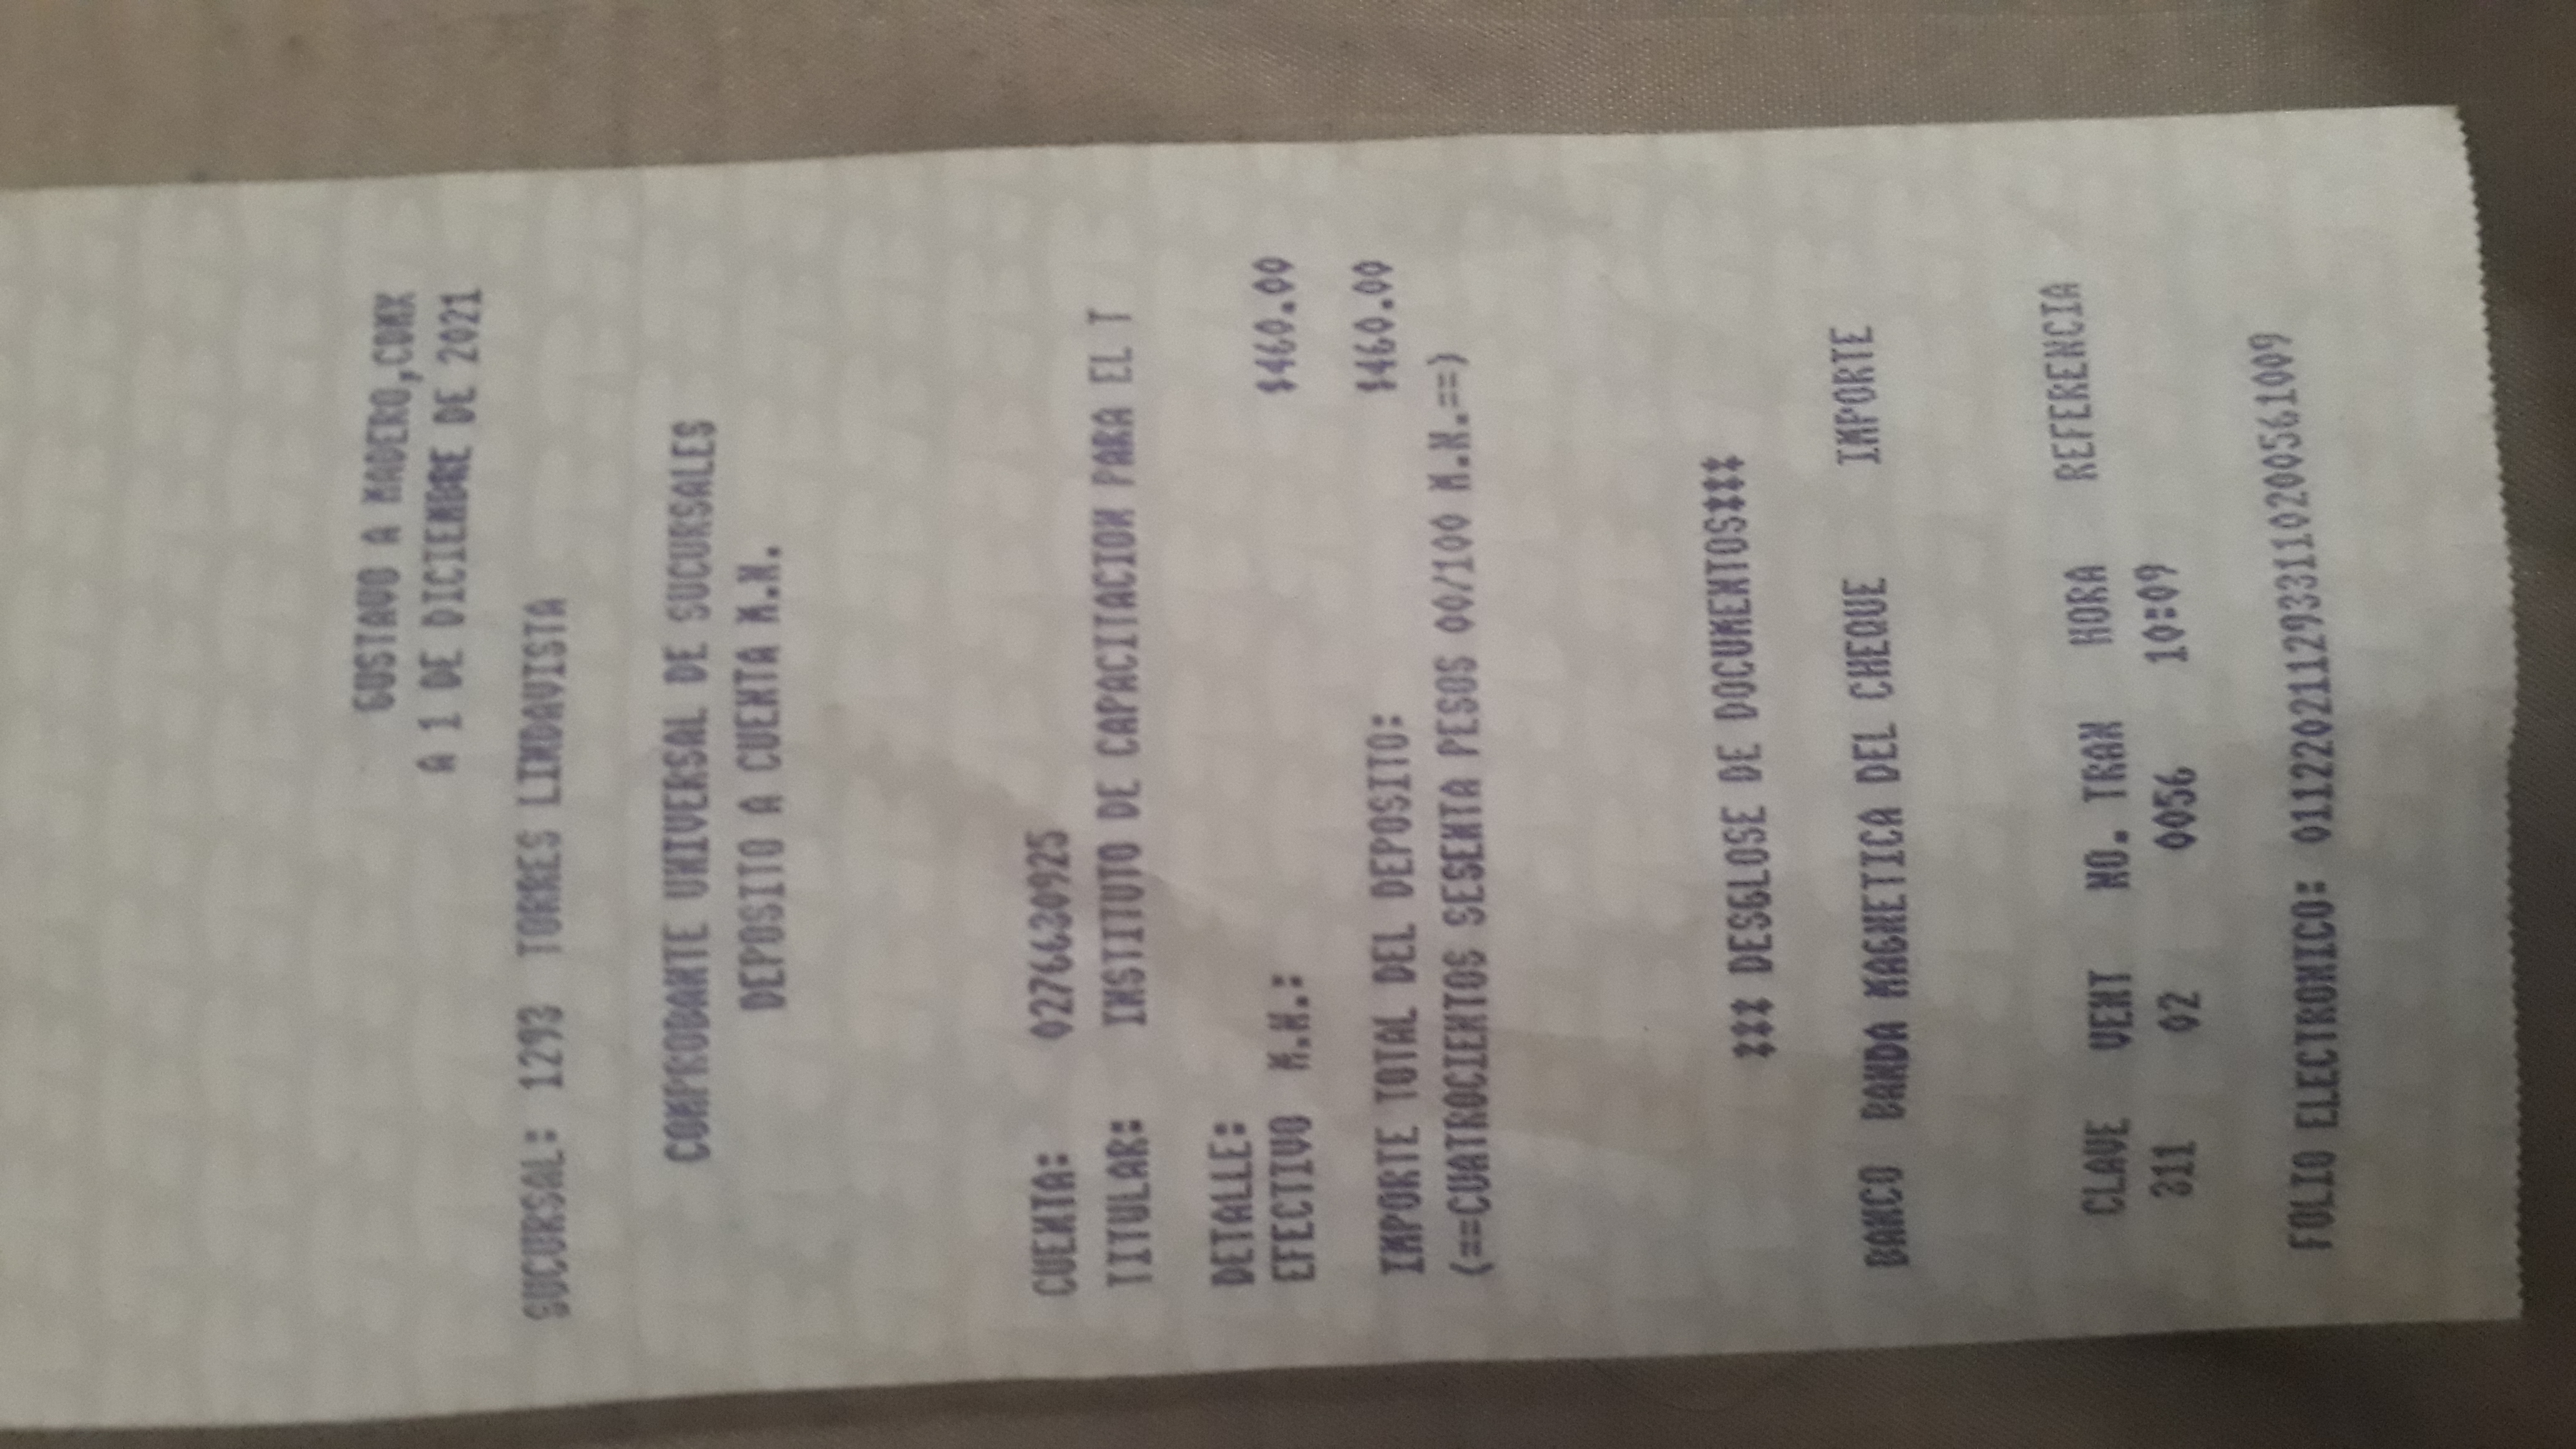 GUSTAVO A MADERO,CDMX
A 1 DE DICIEMBRE DE 2021
SUCURSAL: 1293 TORRES LINDAVISTA
COMPROBANTE UNIVERSAL DE SUCURSALES
DEPOSITO A CUENTA M.N.
CUENTA: 0276630925
TITULAR: INSTITUTO DE CAPACITACION PARA EL T
DETALLE:
EFECTIVO M.N.: $460.00
IMPORTE TOTAL DEL DEPOSITO: $460.00
(==CUATROCIENTOS SESENTA PESOS 00/100 M.N.==)
*** DESGLOSE DE DOCUMENTOS***
BANCO BANDA MAGNETICA DEL CHEQUE IMPORTE
CLAVE VENT NO. TRAN HORA REFERENCIA
311 02 0056 10:09
FOLIO ELECTRONICO: 0112202112933110200561009